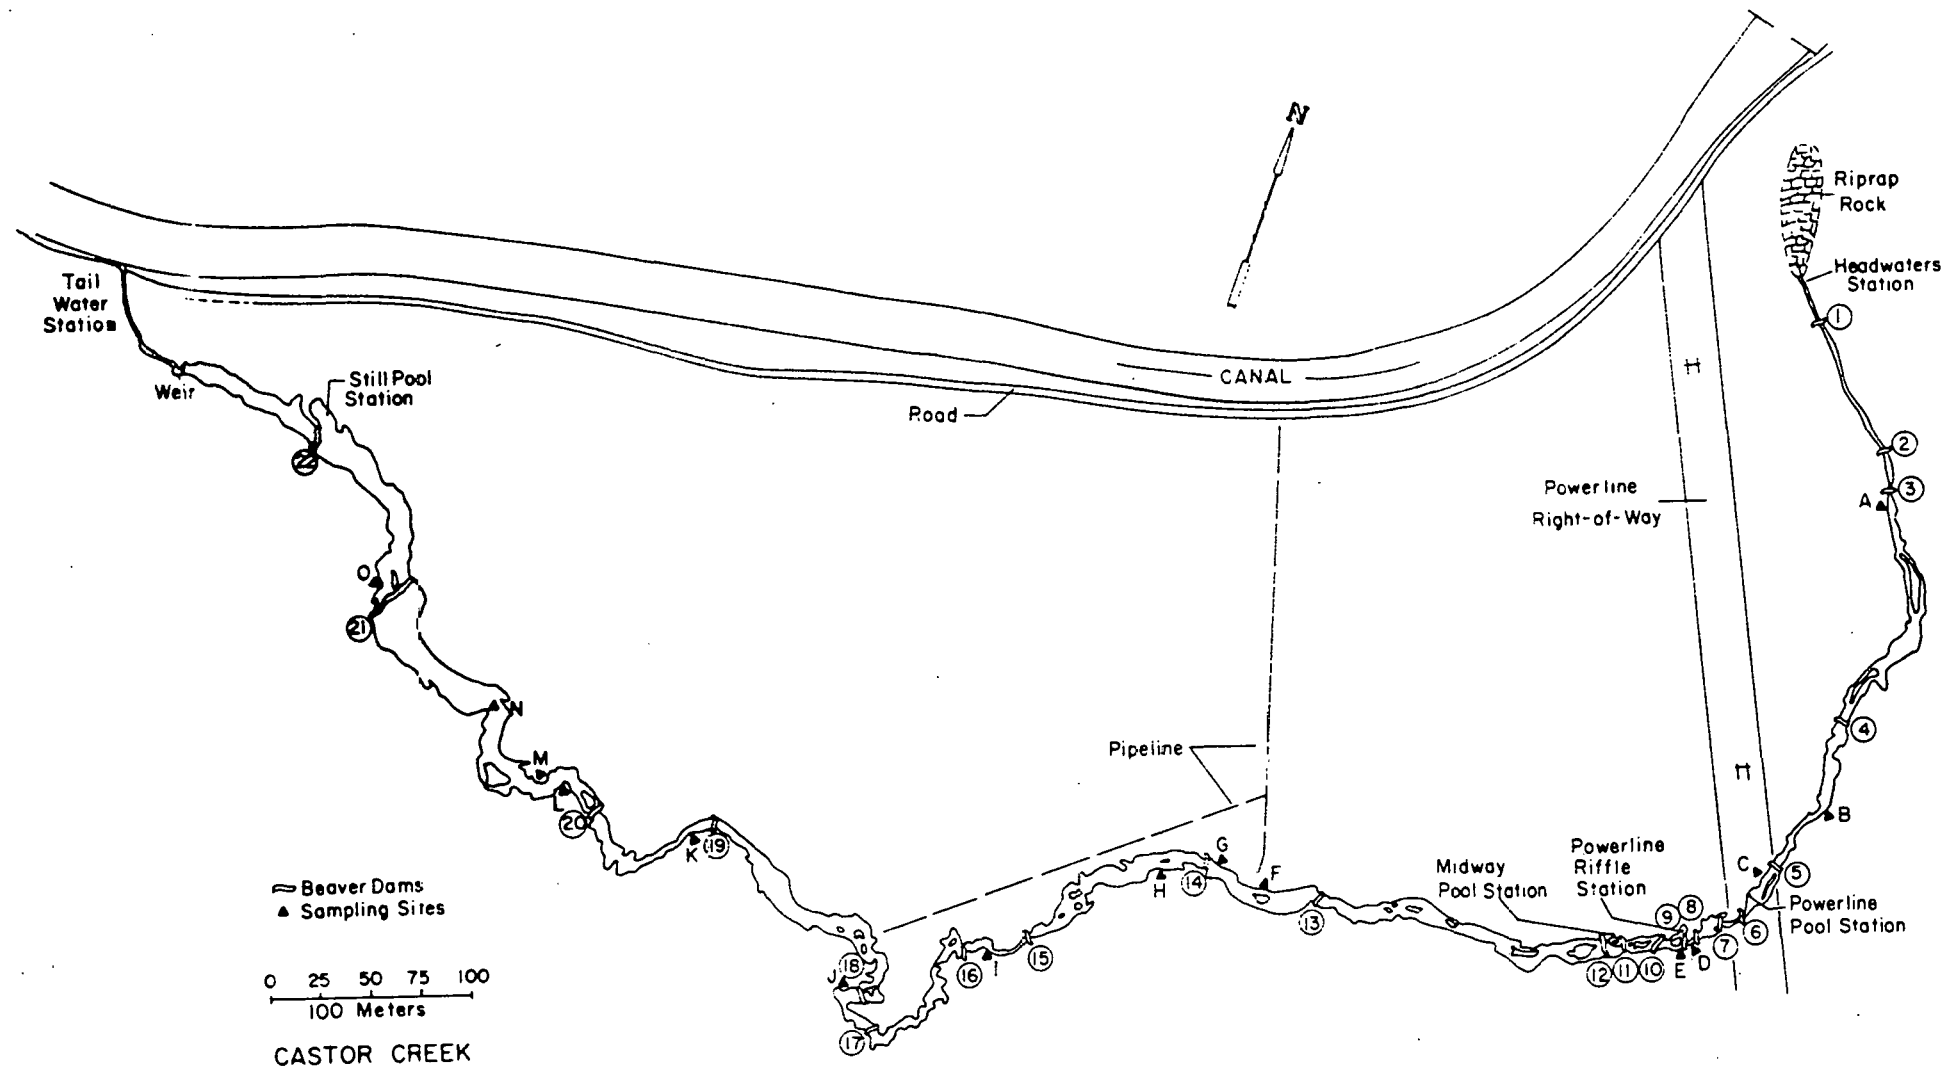 N
Riprap
Rock
Headwaters
Station
1
Tail
Water
Station
Weir
Still Pool
Station
CANAL
Road
22
2
3
A
Powerline
Right-of-Way
O
21
N
4
Pipeline
M
L
20
K
19
B
C
5
Powerline
Pool Station
Midway
Pool Station
Powerline
Riffle
Station
G
F
H
14
13
9
8
7
6
12
11
10
E
D
Beaver Dams
Sampling Sites
J
18
16
I
15
17
0 25 50 75 100
100 Meters
CASTOR CREEK